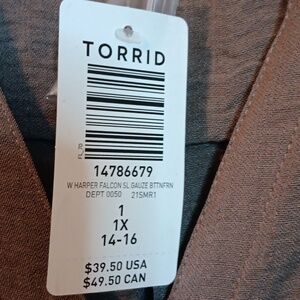 TORRID
FL_70
14786679
W HARPER FALCON SL GAUZE BTTNFRN
DEPT 0050 21SMR1
1
1X
14-16
$39.50 USA
$49.50 CAN